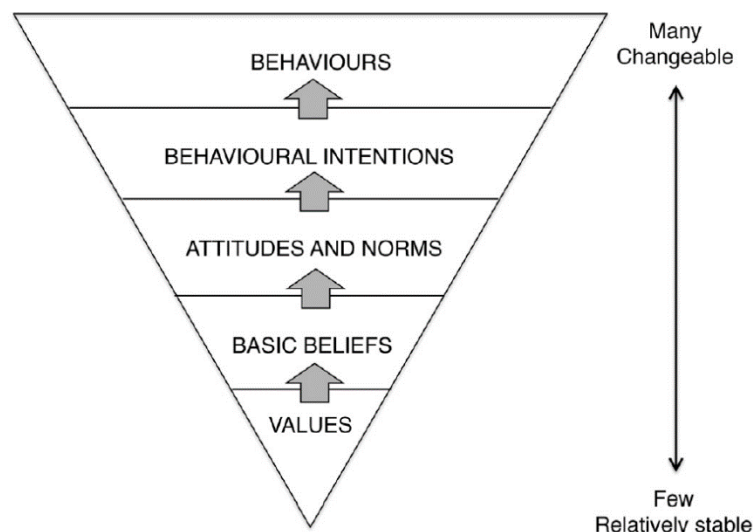 Many
Changeable
BEHAVIOURS
BEHAVIOURAL INTENTIONS
ATTITUDES AND NORMS
BASIC BELIEFS
VALUES
Few
Relatively stable